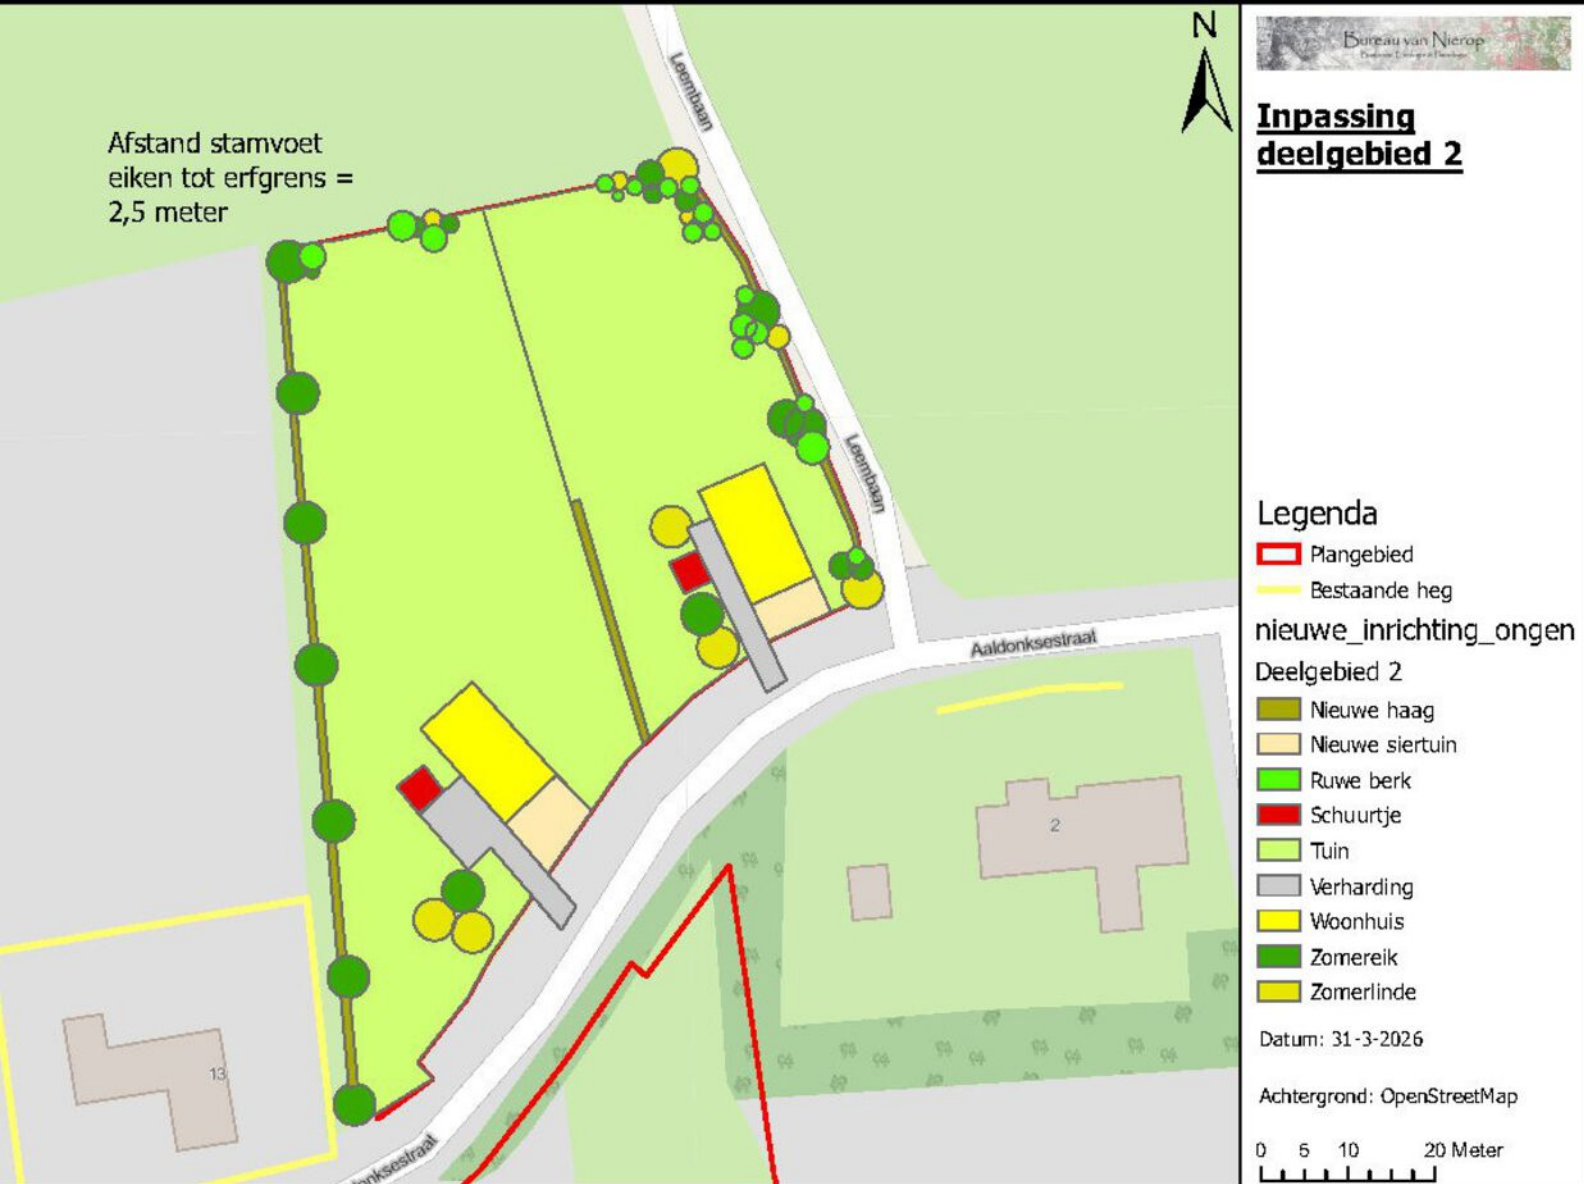 Afstand stamvoet
eiken tot erfgrens =
2,5 meter
Leembaan
N
Leembaan
Aaldonksestraat
2
13
onksestraat
Bureau van Nierop
Inpassing
deelgebied 2
Legenda
Plangebied
Bestaande heg
nieuwe_inrichting_ongen
Deelgebied 2
Nieuwe haag
Nieuwe siertuin
Ruwe berk
Schuurtje
Tuin
Verharding
Woonhuis
Zomereik
Zomerlinde
Datum: 31-3-2026
Achtergrond: OpenStreetMap
0 5 10 20 Meter